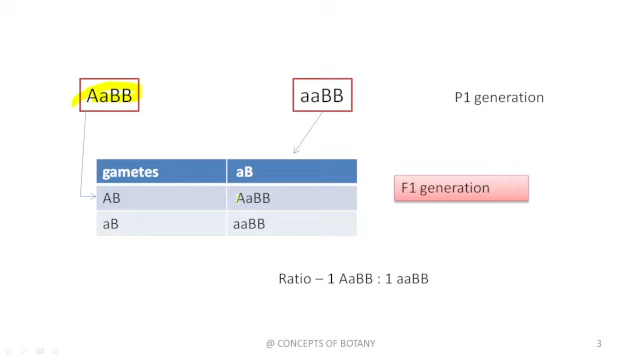 AaBB aaBB P1 generation
gametes aB
AB AaBB
aB aaBB
F1 generation
Ratio – 1 AaBB : 1 aaBB
@ CONCEPTS OF BOTANY 3